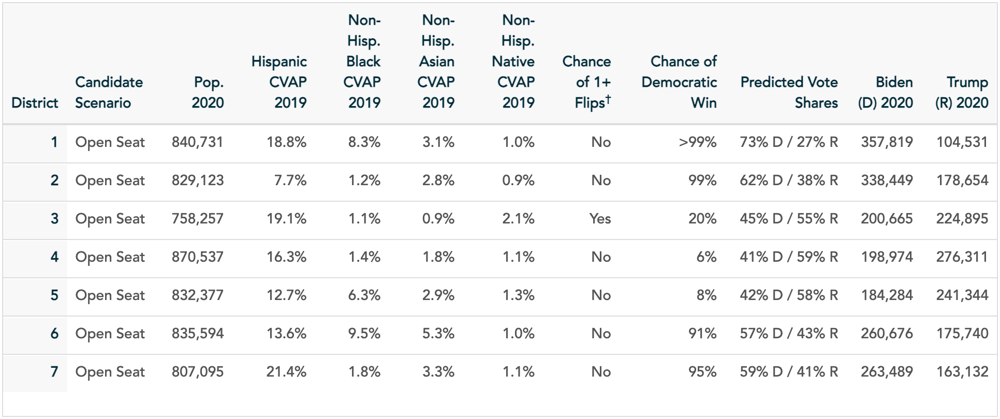 Non- Non- Non-
Hisp. Hisp. Hisp.
Hispanic Black Asian Native Chance Chance of
Candidate Pop. CVAP CVAP CVAP CVAP of 1+ Democratic Predicted Vote Biden Trump
District Scenario 2020 2019 2019 2019 2019 Flips† Win Shares (D) 2020 (R) 2020
1 Open Seat 840,731 18.8% 8.3% 3.1% 1.0% No >99% 73% D / 27% R 357,819 104,531
2 Open Seat 829,123 7.7% 1.2% 2.8% 0.9% No 99% 62% D / 38% R 338,449 178,654
3 Open Seat 758,257 19.1% 1.1% 0.9% 2.1% Yes 20% 45% D / 55% R 200,665 224,895
4 Open Seat 870,537 16.3% 1.4% 1.8% 1.1% No 6% 41% D / 59% R 198,974 276,311
5 Open Seat 832,377 12.7% 6.3% 2.9% 1.3% No 8% 42% D / 58% R 184,284 241,344
6 Open Seat 835,594 13.6% 9.5% 5.3% 1.0% No 91% 57% D / 43% R 260,676 175,740
7 Open Seat 807,095 21.4% 1.8% 3.3% 1.1% No 95% 59% D / 41% R 263,489 163,132